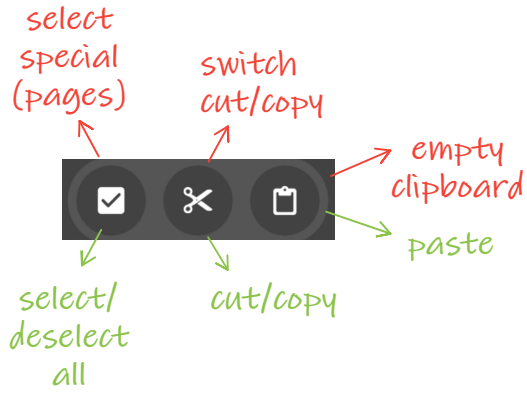 select
special
(pages)
switch
cut/copy
empty
clipboard
paste
select/
deselect
all
cut/copy